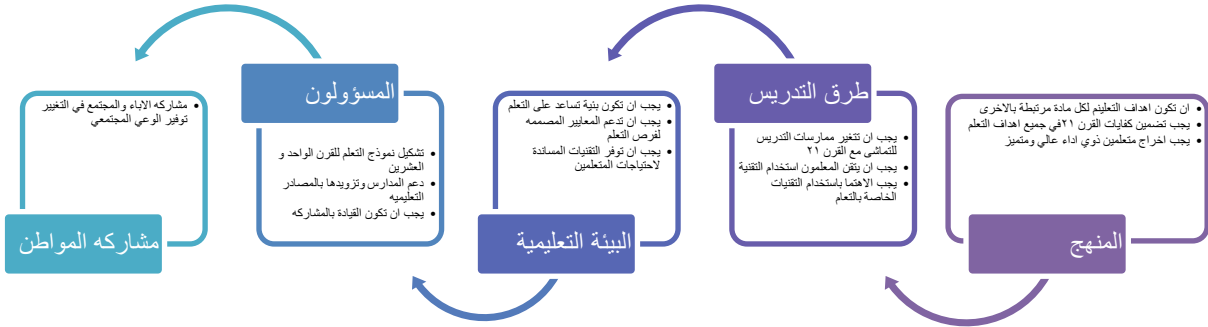 ان تكون اهداف التعلينم لكل مادة مرتبطة بالاخرى
يجب تضمين كفايات القرن ٢١في جميع اهداف التعلم
يجب اخراج متعلمين ذوي اداء عالي ومتميز
المنهج
طرق التدريس
يجب ان تتغير ممارسات التدريس
للتماشى مع القرن ٢١
يجب ان يتقن المعلمون استخدام التقنية
يجب الاهتما باستخدام التقنيات
الخاصة بالتعام
يجب ان تكون بنية تساعد على التعلم
يجب ان تدعم المعايير المصممه
لفرص التعلم
يجب ان توفر التقنيات المساندة
لاحتياجات المتعلمين
البيئة التعليمية
المسؤولون
تشكيل نموذج التعلم للقرن الواحد و
العشرين
دعم المدارس وتزويدها بالمصادر
التعليميه
يجب ان تكون القيادة بالمشاركه
مشاركه الاباء والمجتمع في التغيير
توفير الوعي المجتمعي
مشاركه المواطن